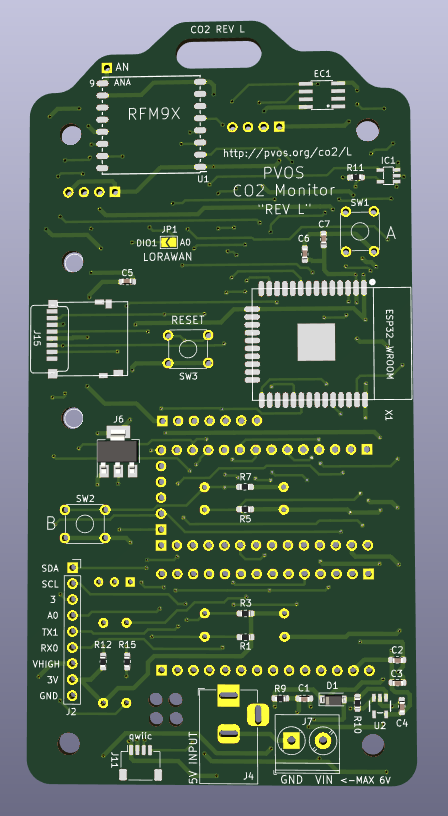 CO2 REV L
AN
9
ANA
EC1
RFM9X
http://pvos.org/co2/L
IC1
U1
PVOS
R11
CO2 Monitor
"REV L"
SW1
JP1
C7
A
DIO1
A0
C6
LORAWAN
C5
RESET
J15
ESP32-WROOM
SW3
X1
J6
R7
SW2
B
R5
SDA
SCL
3
A0
R3
TX1
R1
RX0
R12
R15
VHIGH
C2
3V
C3
GND
R9
C1
D1
J2
R10
C4
J7
U2
qwiic
J11
5V INPUT
J4
GND
VIN
<-MAX 6V